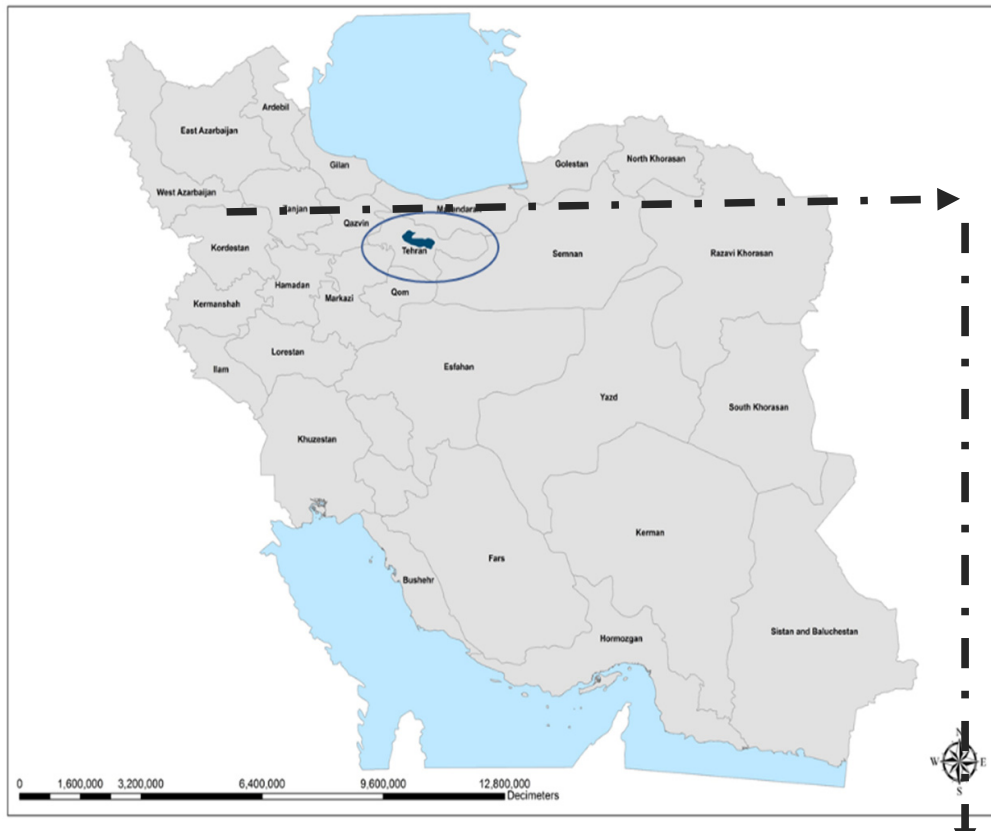 Ardebil
East Azarbaijan
Gilan
Golestan
North Khorasan
West Azarbaijan
Zanjan
Mazandaran
Qazvin
Kordestan
Tehran
Semnan
Razavi Khorasan
Hamadan
Qom
Markazi
Kermanshah
Lorestan
Ilam
Esfahan
Yazd
South Khorasan
Khuzestan
Kerman
Fars
Bushehr
Hormozgan
Sistan and Baluchestan
N
W E
S
0 1,600,000 3,200,000 6,400,000 9,600,000 12,800,000
Decimeters